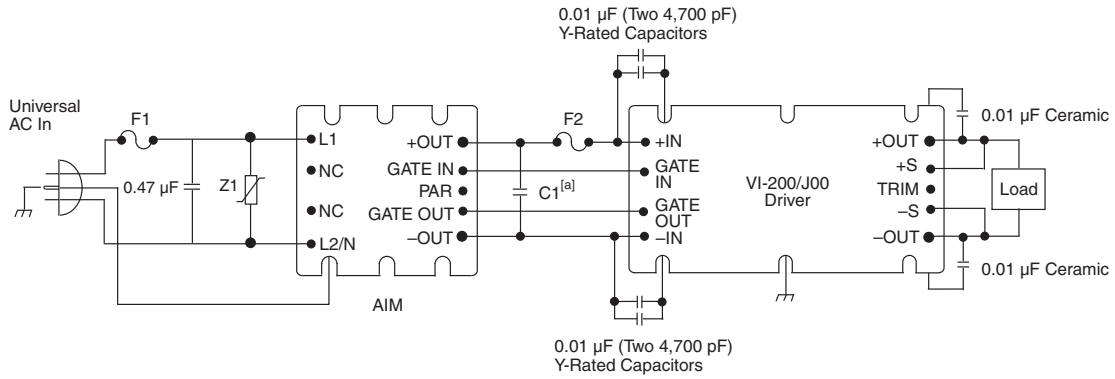 0.01 µF (Two 4,700 pF)
Y-Rated Capacitors
Universal
AC In
F1
0.47 µF
Z1
L1
NC
NC
L2/N
+OUT
GATE IN
PAR
GATE OUT
–OUT
AIM
C1[a]
F2
+IN
GATE
IN
GATE
OUT
–IN
VI-200/J00
Driver
+OUT
+S
TRIM
–S
–OUT
0.01 µF Ceramic
Load
0.01 µF Ceramic
0.01 µF (Two 4,700 pF)
Y-Rated Capacitors